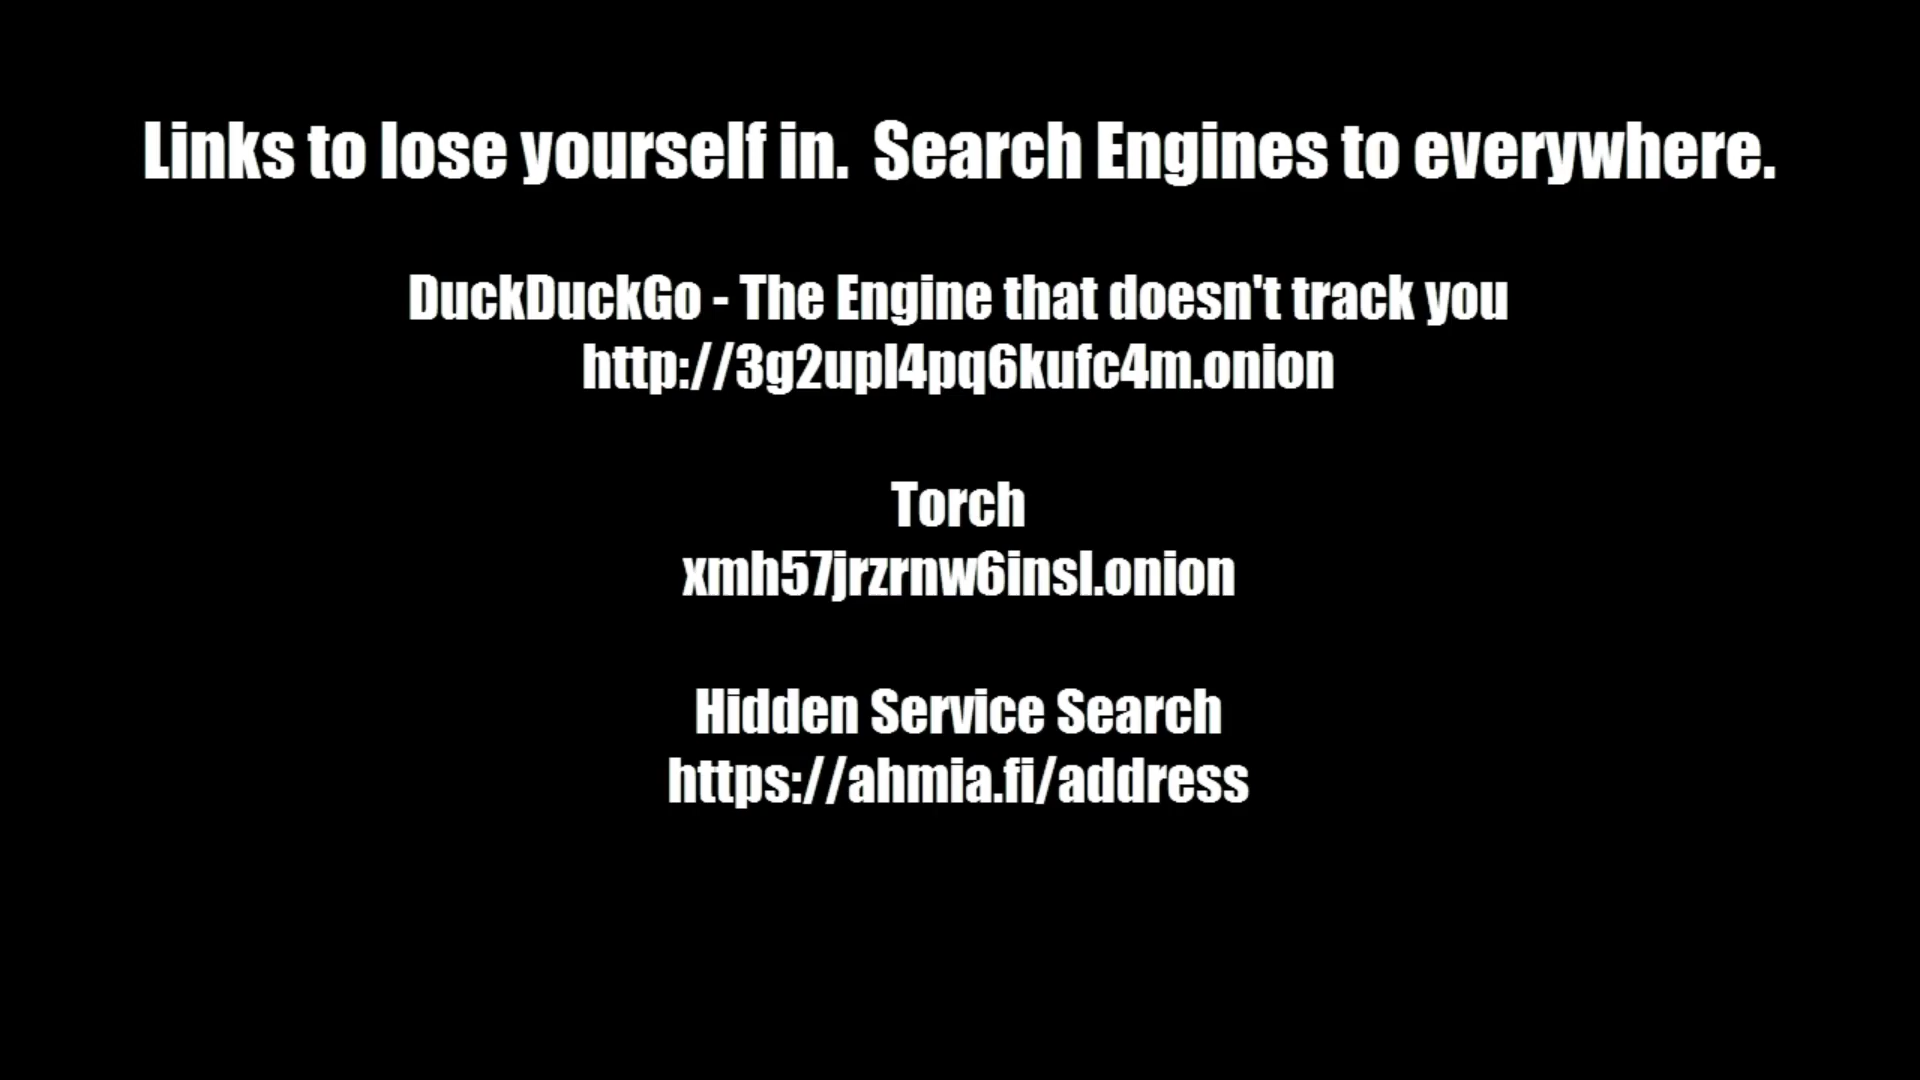 Links to lose yourself in.  Search Engines to everywhere.
DuckDuckGo - The Engine that doesn't track you
http://3g2upl4pq6kufc4m.onion
Torch
xmh57jrzrnw6insl.onion
Hidden Service Search
https://ahmia.fi/address